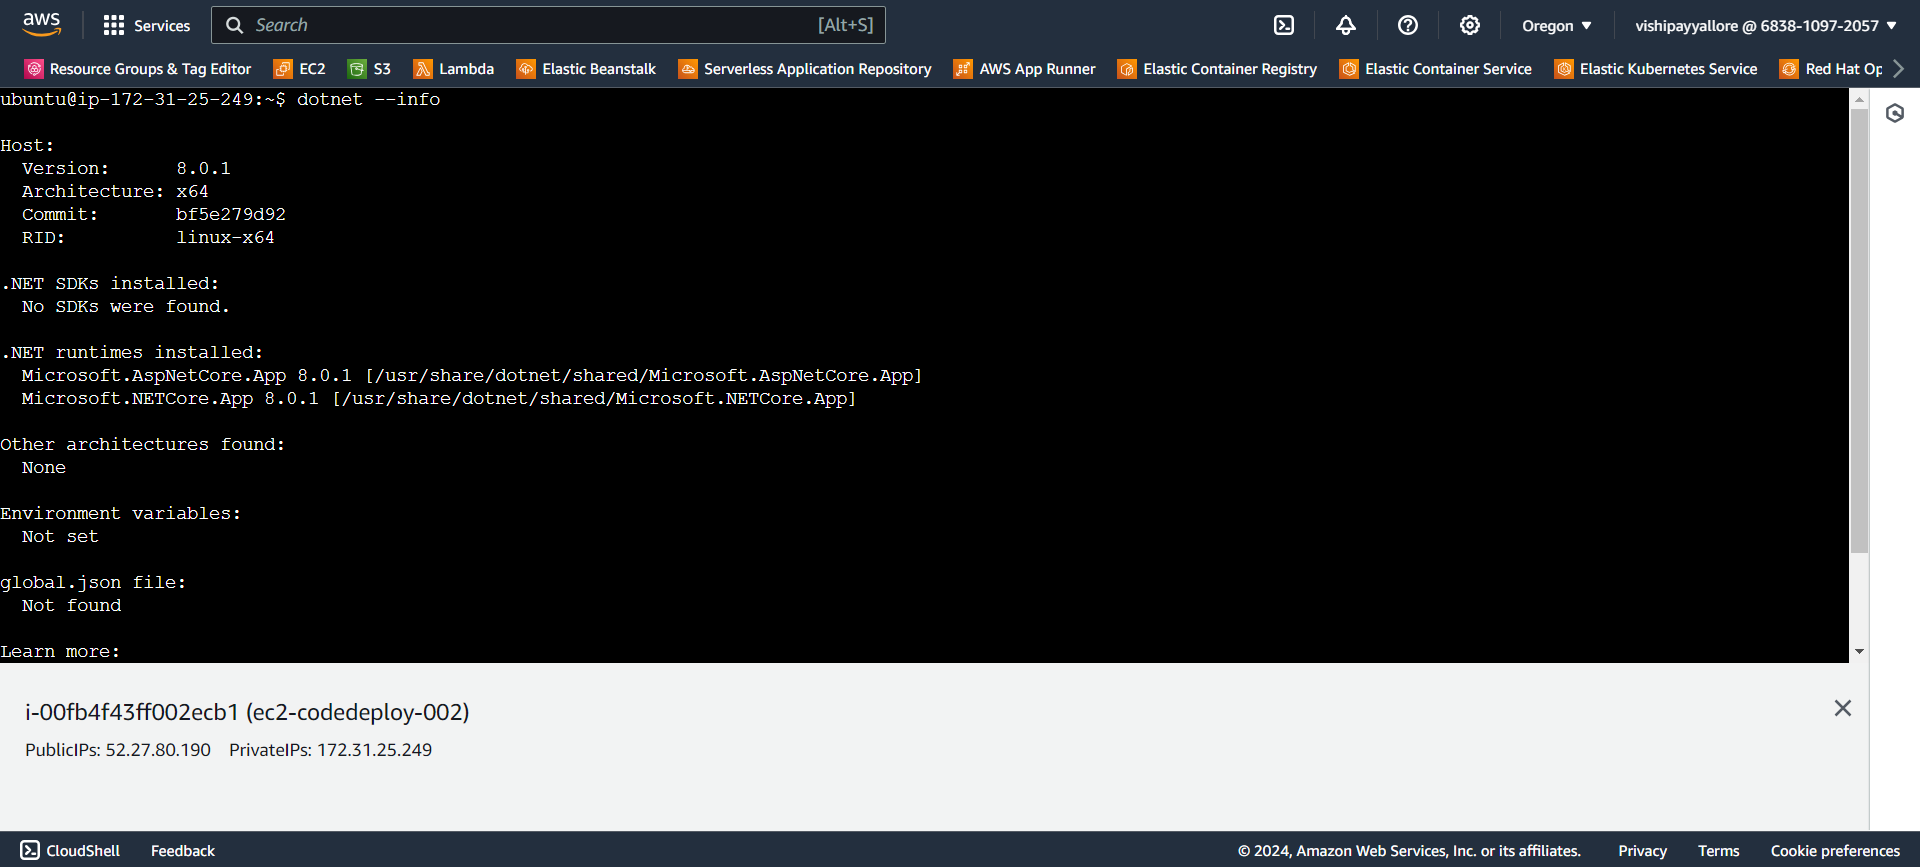 aws Services Search [Alt+S] Oregon vishipayyallore @ 6838-1097-2057
Resource Groups & Tag Editor EC2 S3 Lambda Elastic Beanstalk Serverless Application Repository AWS App Runner Elastic Container Registry Elastic Container Service Elastic Kubernetes Service Red Hat Op
ubuntu@ip-172-31-25-249:~$ dotnet --info
Host:
Version: 8.0.1
Architecture: x64
Commit: bf5e279d92
RID: linux-x64
.NET SDKs installed:
No SDKs were found.
.NET runtimes installed:
Microsoft.AspNetCore.App 8.0.1 [/usr/share/dotnet/shared/Microsoft.AspNetCore.App]
Microsoft.NETCore.App 8.0.1 [/usr/share/dotnet/shared/Microsoft.NETCore.App]
Other architectures found:
None
Environment variables:
Not set
global.json file:
Not found
Learn more:
i-00fb4f43ff002ecb1 (ec2-codedeploy-002)
PublicIPs: 52.27.80.190 PrivateIPs: 172.31.25.249
CloudShell Feedback © 2024, Amazon Web Services, Inc. or its affiliates. Privacy Terms Cookie preferences